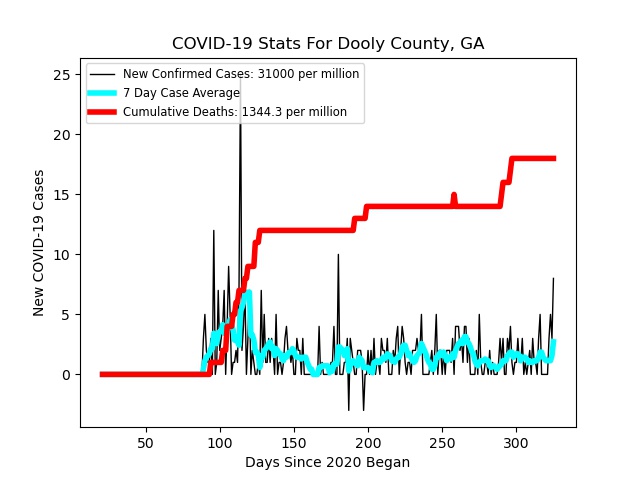 COVID-19 Stats For Dooly County, GA
New Confirmed Cases: 31000 per million
7 Day Case Average
Cumulative Deaths: 1344.3 per million
New COVID-19 Cases
25
20
15
10
5
0
50 100 150 200 250 300
Days Since 2020 Began